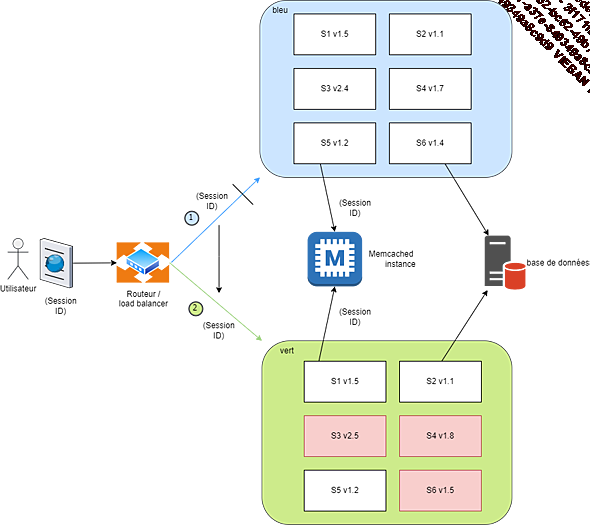 bleu
S1 v1.5
S2 v1.1
S3 v2.4
S4 v1.7
S5 v1.2
S6 v1.4
(Session
ID)
1
(Session
ID)
M
Memcached
instance
base de données
Utilisateur
(Session
ID)
Routeur /
load balancer
2
(Session
ID)
(Session
ID)
vert
S1 v1.5
S2 v1.1
S3 v2.5
S4 v1.8
S5 v1.2
S6 v1.5